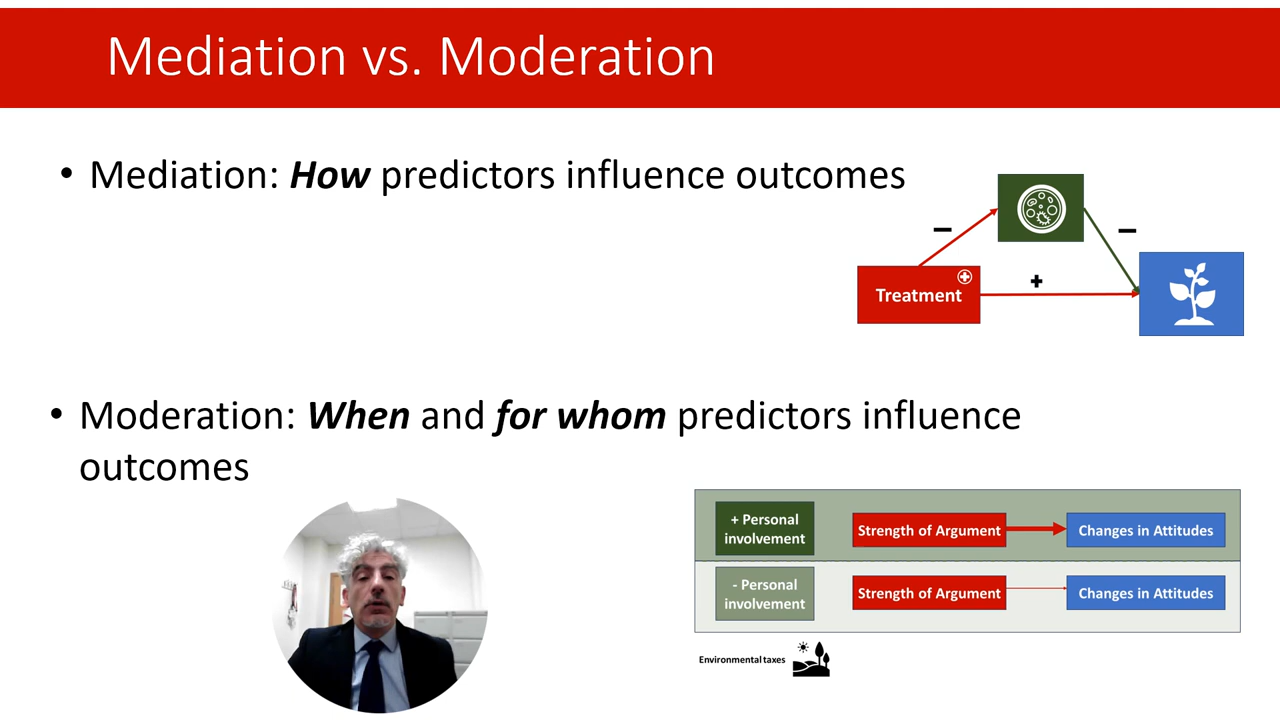 Mediation vs. Moderation
• Mediation: How predictors influence outcomes
–
–
+
Treatment
• Moderation: When and for whom predictors influence
outcomes
+ Personal
involvement
Strength of Argument
Changes in Attitudes
- Personal
involvement
Strength of Argument
Changes in Attitudes
Environmental taxes